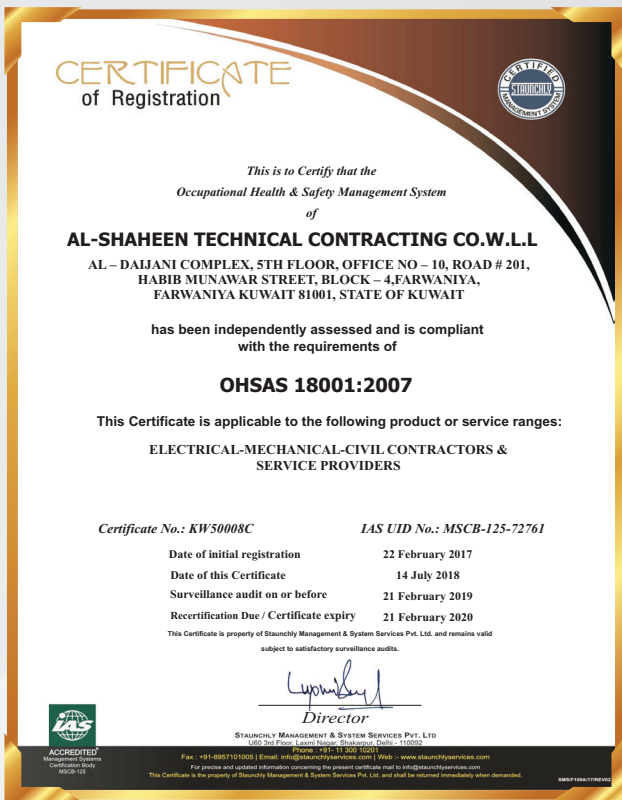 CERTIFICATE
of Registration
CERTIFIED
STAUNCHLY
MANAGEMENT SYSTEM
This is to Certify that the
Occupational Health & Safety Management System
of
AL-SHAHEEN TECHNICAL CONTRACTING CO.W.L.L
AL – DAIJANI COMPLEX, 5TH FLOOR, OFFICE NO – 10, ROAD # 201,
HABIB MUNAWAR STREET, BLOCK – 4,FARWANIYA,
FARWANIYA KUWAIT 81001, STATE OF KUWAIT
has been independently assessed and is compliant
with the requirements of
OHSAS 18001:2007
This Certificate is applicable to the following product or service ranges:
ELECTRICAL-MECHANICAL-CIVIL CONTRACTORS &
SERVICE PROVIDERS
Certificate No.: KW50008C IAS UID No.: MSCB-125-72761
Date of initial registration 22 February 2017
Date of this Certificate 14 July 2018
Surveillance audit on or before 21 February 2019
Recertification Due / Certificate expiry 21 February 2020
This Certificate is property of Staunchly Management & System Services Pvt. Ltd. and remains valid
subject to satisfactory surveillance audits.
Director
STAUNCHLY MANAGEMENT & SYSTEM SERVICES PVT. LTD
U60 3rd Floor, Laxmi Nagar, Shakarpur, Delhi - 110092
Phone : +91- 11 300 10201
Fax : +91-8957101005 | Email: info@staunchlyservices.com | Web :- www.staunchlyservices.com
For precise and updated information concerning the present certificate mail to info@staunchlyservices.com
This Certificate is the property of Staunchly Management & System Services Pvt. Ltd. and shall be returned immediately when demanded.
IAS
ACCREDITED®
Management Systems
Certification Body
MSCB-125
SMS/F109A/17/REV02